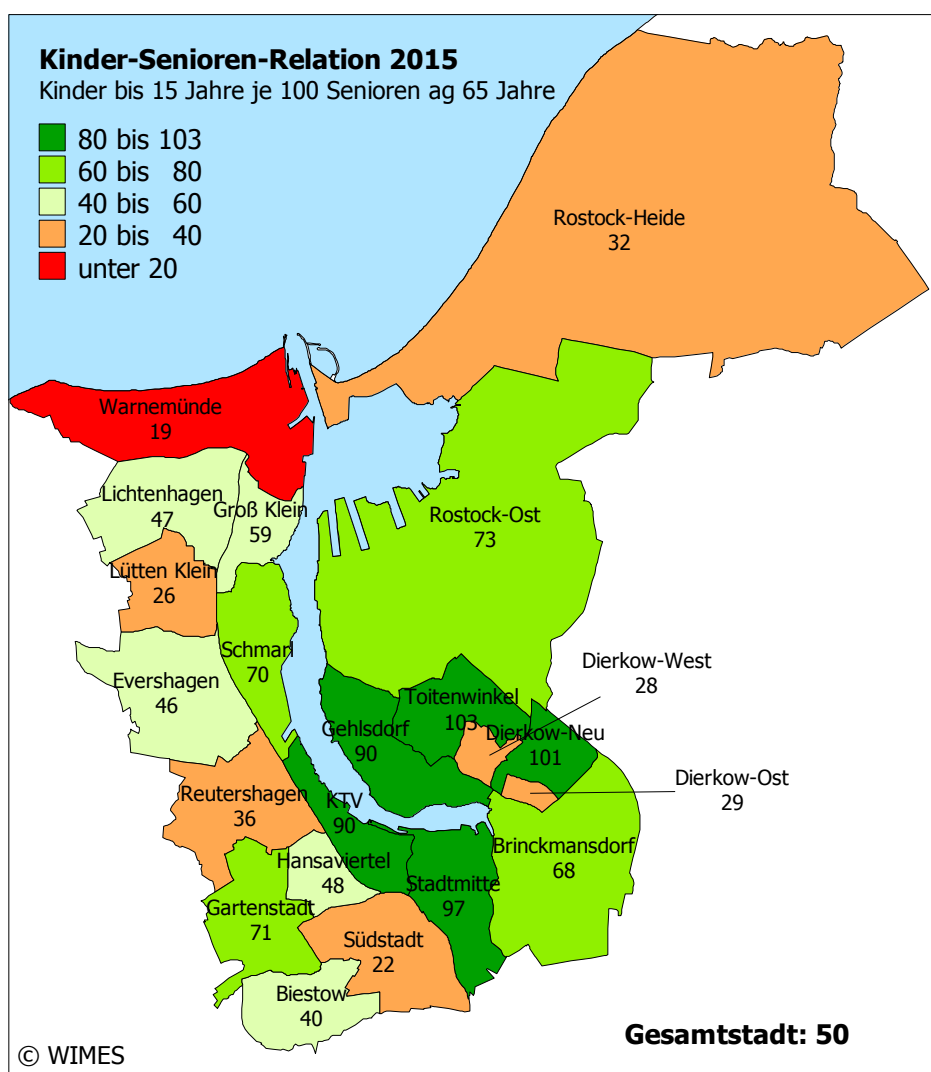 Kinder-Senioren-Relation 2015
Kinder bis 15 Jahre je 100 Senioren ag 65 Jahre
80 bis 103
60 bis 80
40 bis 60
20 bis 40
unter 20
Rostock-Heide
32
Warnemünde
19
Lichtenhagen
47
Groß Klein
59
Rostock-Ost
73
Lütten Klein
26
Schmarl
70
Evershagen
46
Dierkow-West
28
Toitenwinkel
103
Gehlsdorf
90
Dierkow-Neu
101
Dierkow-Ost
29
Reutershagen
36
KTV
90
Brinckmansdorf
68
Hansaviertel
48
Stadtmitte
97
Gartenstadt
71
Südstadt
22
Biestow
40
Gesamtstadt: 50
© WIMES